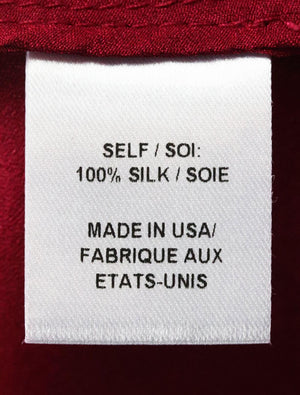 SELF / SOI:
100% SILK / SOIE
MADE IN USA/
FABRIQUE AUX
ETATS-UNIS